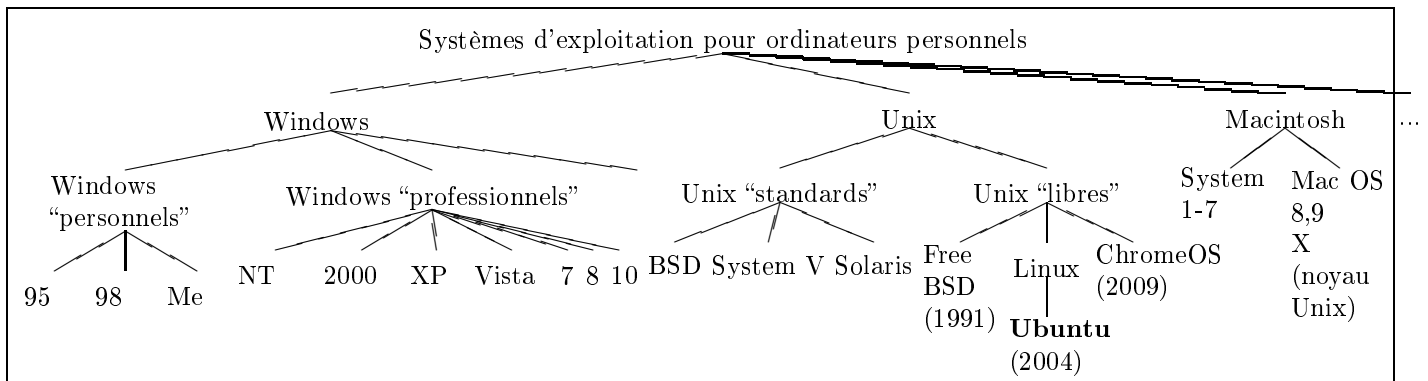 Systèmes d'exploitation pour ordinateurs personnels
Windows
Unix
Macintosh
...
Windows
“personnels”
95
98
Me
Windows “professionnels”
NT
2000
XP
Vista
7
8
10
Unix “standards”
BSD
System V
Solaris
Unix “libres”
Free
BSD
(1991)
Linux
Ubuntu
(2004)
ChromeOS
(2009)
System
1-7
Mac OS
8,9
X
(noyau
Unix)